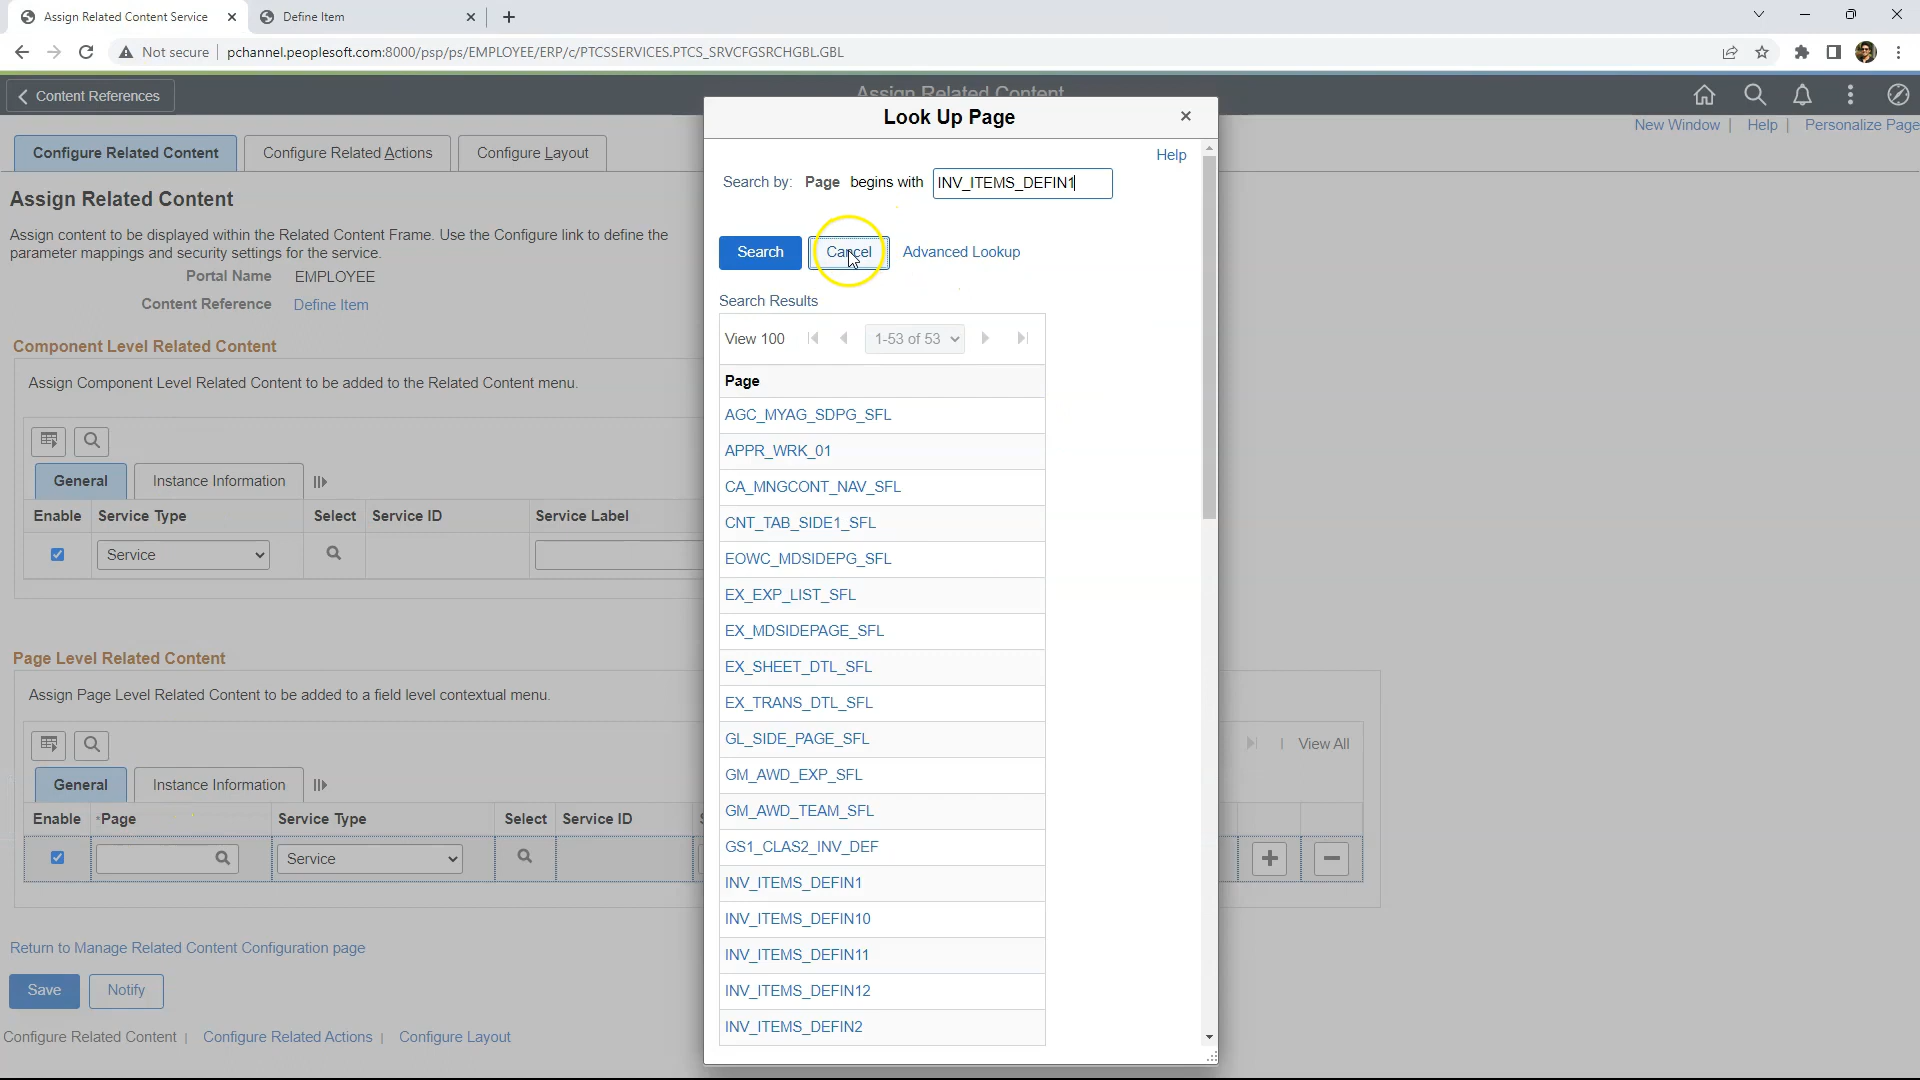 Assign Related Content Service
Define Item
Not secure
pchannel.peoplesoft.com:8000/psp/ps/EMPLOYEE/ERP/c/PTCSSERVICES.PTCS_SRVCFGSRCHGBL.GBL
Content References
Assign Related Content
New Window | Help | Personalize Page
Configure Related Content
Configure Related Actions
Configure Layout
Assign Related Content
Assign content to be displayed within the Related Content Frame. Use the Configure link to define the
parameter mappings and security settings for the service.
Portal Name EMPLOYEE
Content Reference Define Item
Component Level Related Content
Assign Component Level Related Content to be added to the Related Content menu.
General
Instance Information
Enable Service Type Select Service ID Service Label
Service
Page Level Related Content
Assign Page Level Related Content to be added to a field level contextual menu.
| View All
General
Instance Information
Enable *Page Service Type Select Service ID
Service
Return to Manage Related Content Configuration page
Save
Notify
Configure Related Content | Configure Related Actions | Configure Layout
Look Up Page
Help
Search by: Page begins with INV_ITEMS_DEFIN1
Search
Cancel
Advanced Lookup
Search Results
View 100
1-53 of 53
Page
AGC_MYAG_SDPG_SFL
APPR_WRK_01
CA_MNGCONT_NAV_SFL
CNT_TAB_SIDE1_SFL
EOWC_MDSIDEPG_SFL
EX_EXP_LIST_SFL
EX_MDSIDEPAGE_SFL
EX_SHEET_DTL_SFL
EX_TRANS_DTL_SFL
GL_SIDE_PAGE_SFL
GM_AWD_EXP_SFL
GM_AWD_TEAM_SFL
GS1_CLAS2_INV_DEF
INV_ITEMS_DEFIN1
INV_ITEMS_DEFIN10
INV_ITEMS_DEFIN11
INV_ITEMS_DEFIN12
INV_ITEMS_DEFIN2